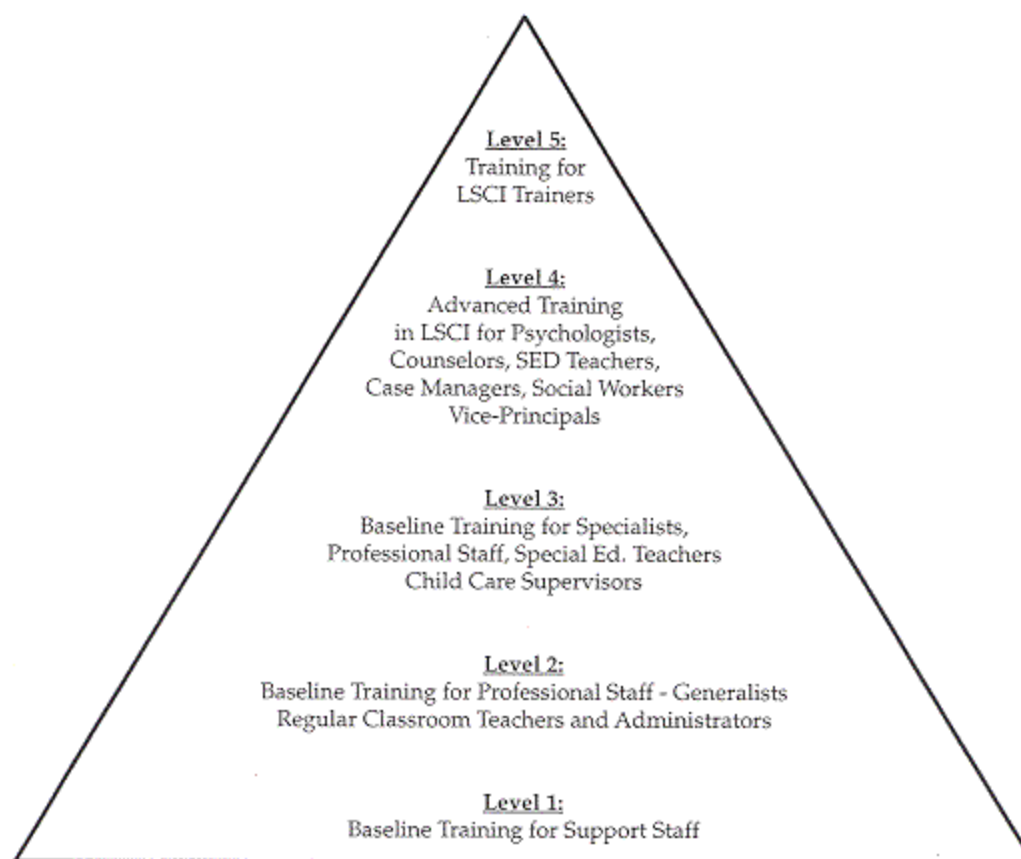 Level 5:
Training for
LSCI Trainers
Level 4:
Advanced Training
in LSCI for Psychologists,
Counselors, SED Teachers,
Case Managers, Social Workers
Vice-Principals
Level 3:
Baseline Training for Specialists,
Professional Staff, Special Ed. Teachers
Child Care Supervisors
Level 2:
Baseline Training for Professional Staff - Generalists
Regular Classroom Teachers and Administrators
Level 1:
Baseline Training for Support Staff